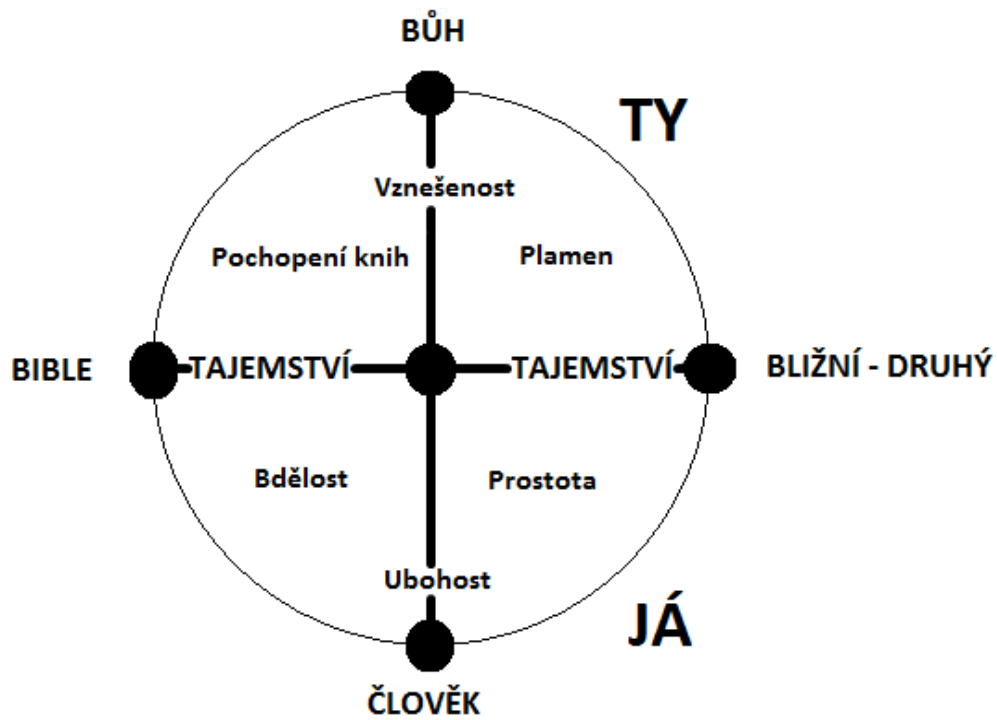 BŮH
TY
Vznešenost
Pochopení knih
Plamen
BIBLE
TAJEMSTVÍ
TAJEMSTVÍ
BLIŽNÍ - DRUHÝ
Bdělost
Prostota
Ubohost
JÁ
ČLOVĚK